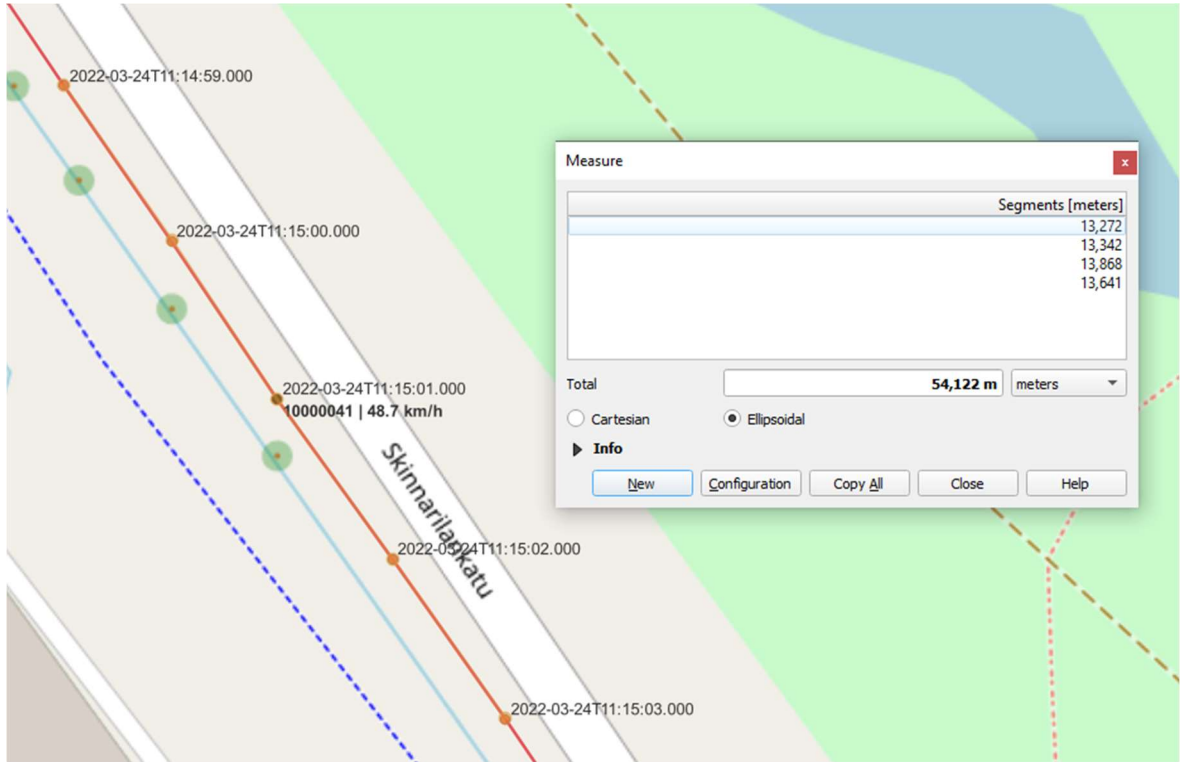 2022-03-24T11:14:59.000
2022-03-24T11:15:00.000
2022-03-24T11:15:01.000
10000041 | 48.7 km/h
Skinnarilankatu
2022-03-24T11:15:02.000
2022-03-24T11:15:03.000
Measure
x
Segments [meters]
13,272
13,342
13,868
13,641
Total
54,122 m
meters
Cartesian
Ellipsoidal
Info
New
Configuration
Copy All
Close
Help